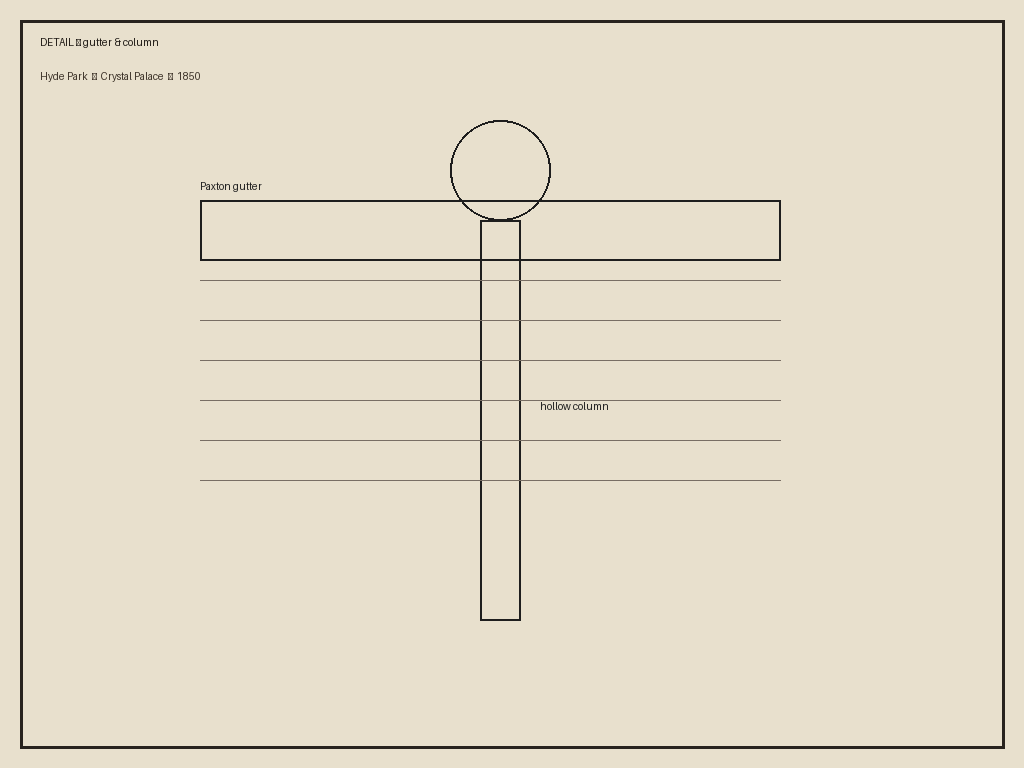 DETAIL gutter & column
Hyde Park Crystal Palace 1850
Paxton gutter
hollow column